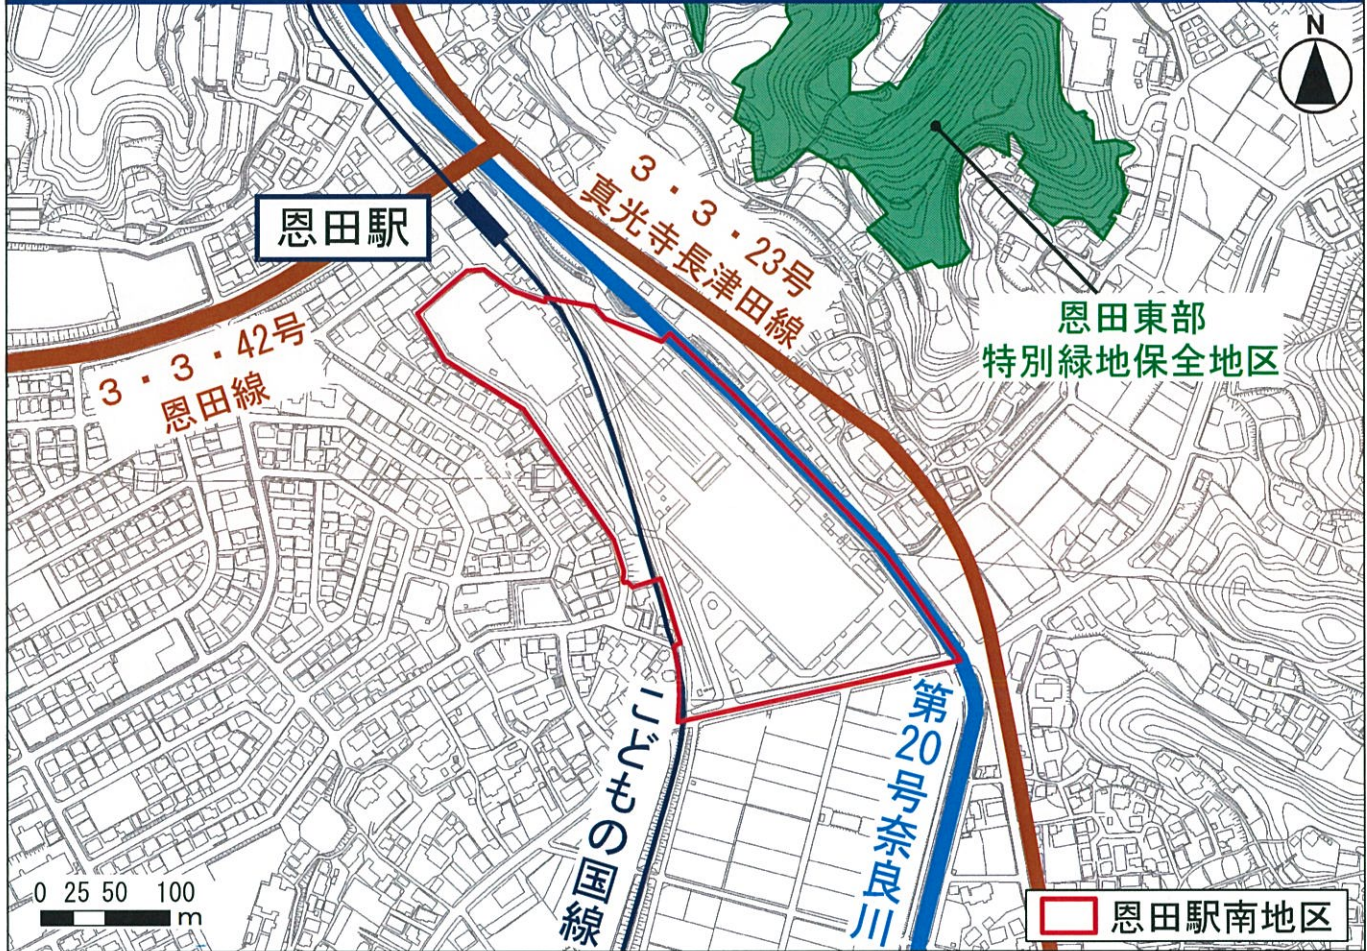 N
恩田駅
3・3・23号
真光寺長津田線
恩田東部
特別緑地保全地区
3・3・42号
恩田線
こどもの国線
第20号奈良川
0 25 50 100
m
恩田駅南地区